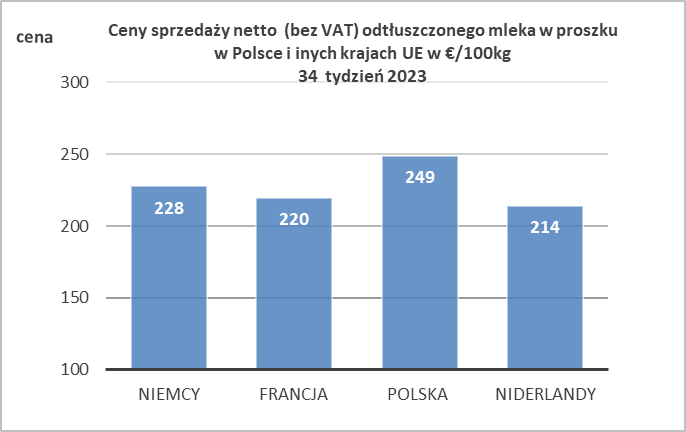 cena
Ceny sprzedaży netto  (bez VAT) odtłuszczonego mleka w proszku
w Polsce i inych krajach UE w €/100kg
34  tydzień 2023
300
250
200
150
100
228
220
249
214
NIEMCY
FRANCJA
POLSKA
NIDERLANDY